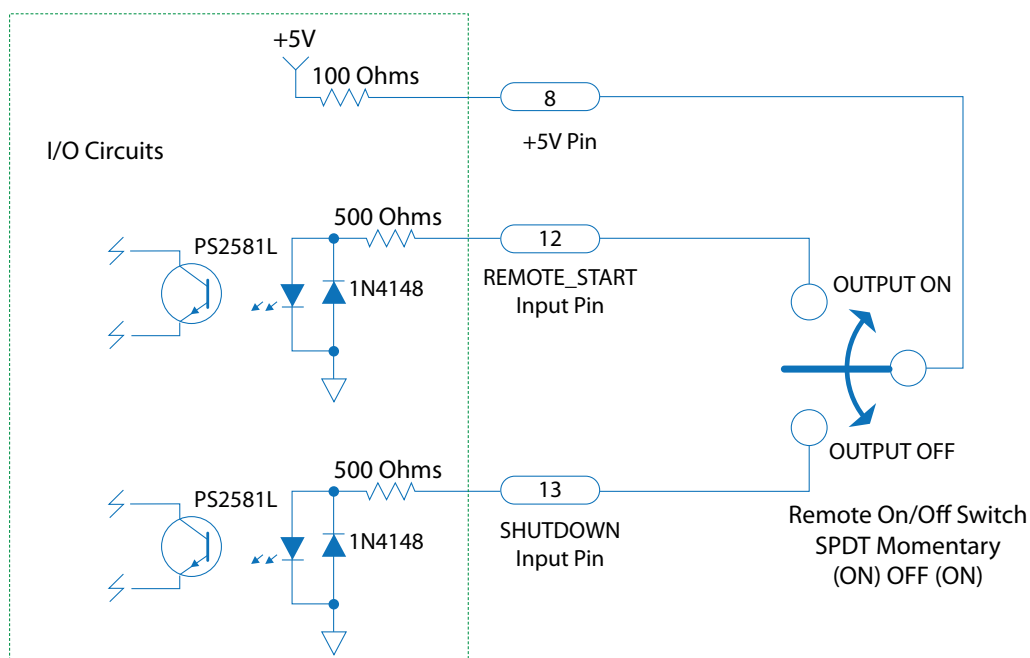 +5V
100 Ohms
8
+5V Pin
I/O Circuits
500 Ohms
PS2581L
12
1N4148
REMOTE_START
Input Pin
OUTPUT ON
OUTPUT OFF
500 Ohms
PS2581L
13
1N4148
SHUTDOWN
Input Pin
Remote On/Off Switch
SPDT Momentary
(ON) OFF (ON)